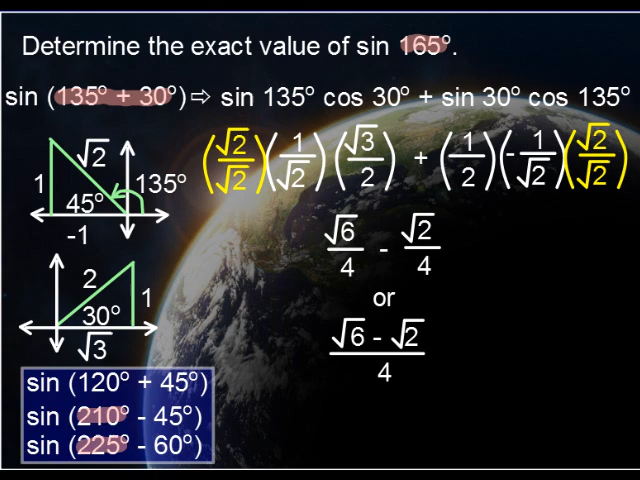 Determine the exact value of sin 165º.
sin (135º + 30º) ⇨ sin 135º cos 30º + sin 30º cos 135º
(√2/√2)(1/√2)(√3/2) + (1/2)(-1/√2)(√2/√2)
√2
1
45º
135º
-1
√6/4 - √2/4
or
(√6 - √2)/4
2
1
30º
√3
sin (120º + 45º)
sin (210º - 45º)
sin (225º - 60º)